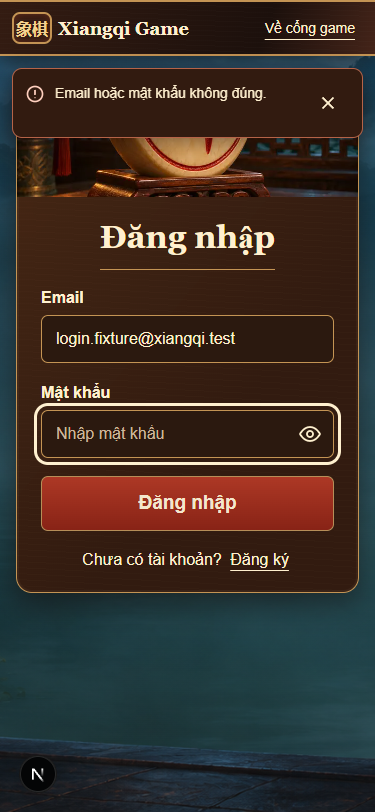 象棋 Xiangqi Game
Về cổng game
Email hoặc mật khẩu không đúng.
Đăng nhập
Email
login.fixture@xiangqi.test
Mật khẩu
Nhập mật khẩu
Đăng nhập
Chưa có tài khoản? Đăng ký
N